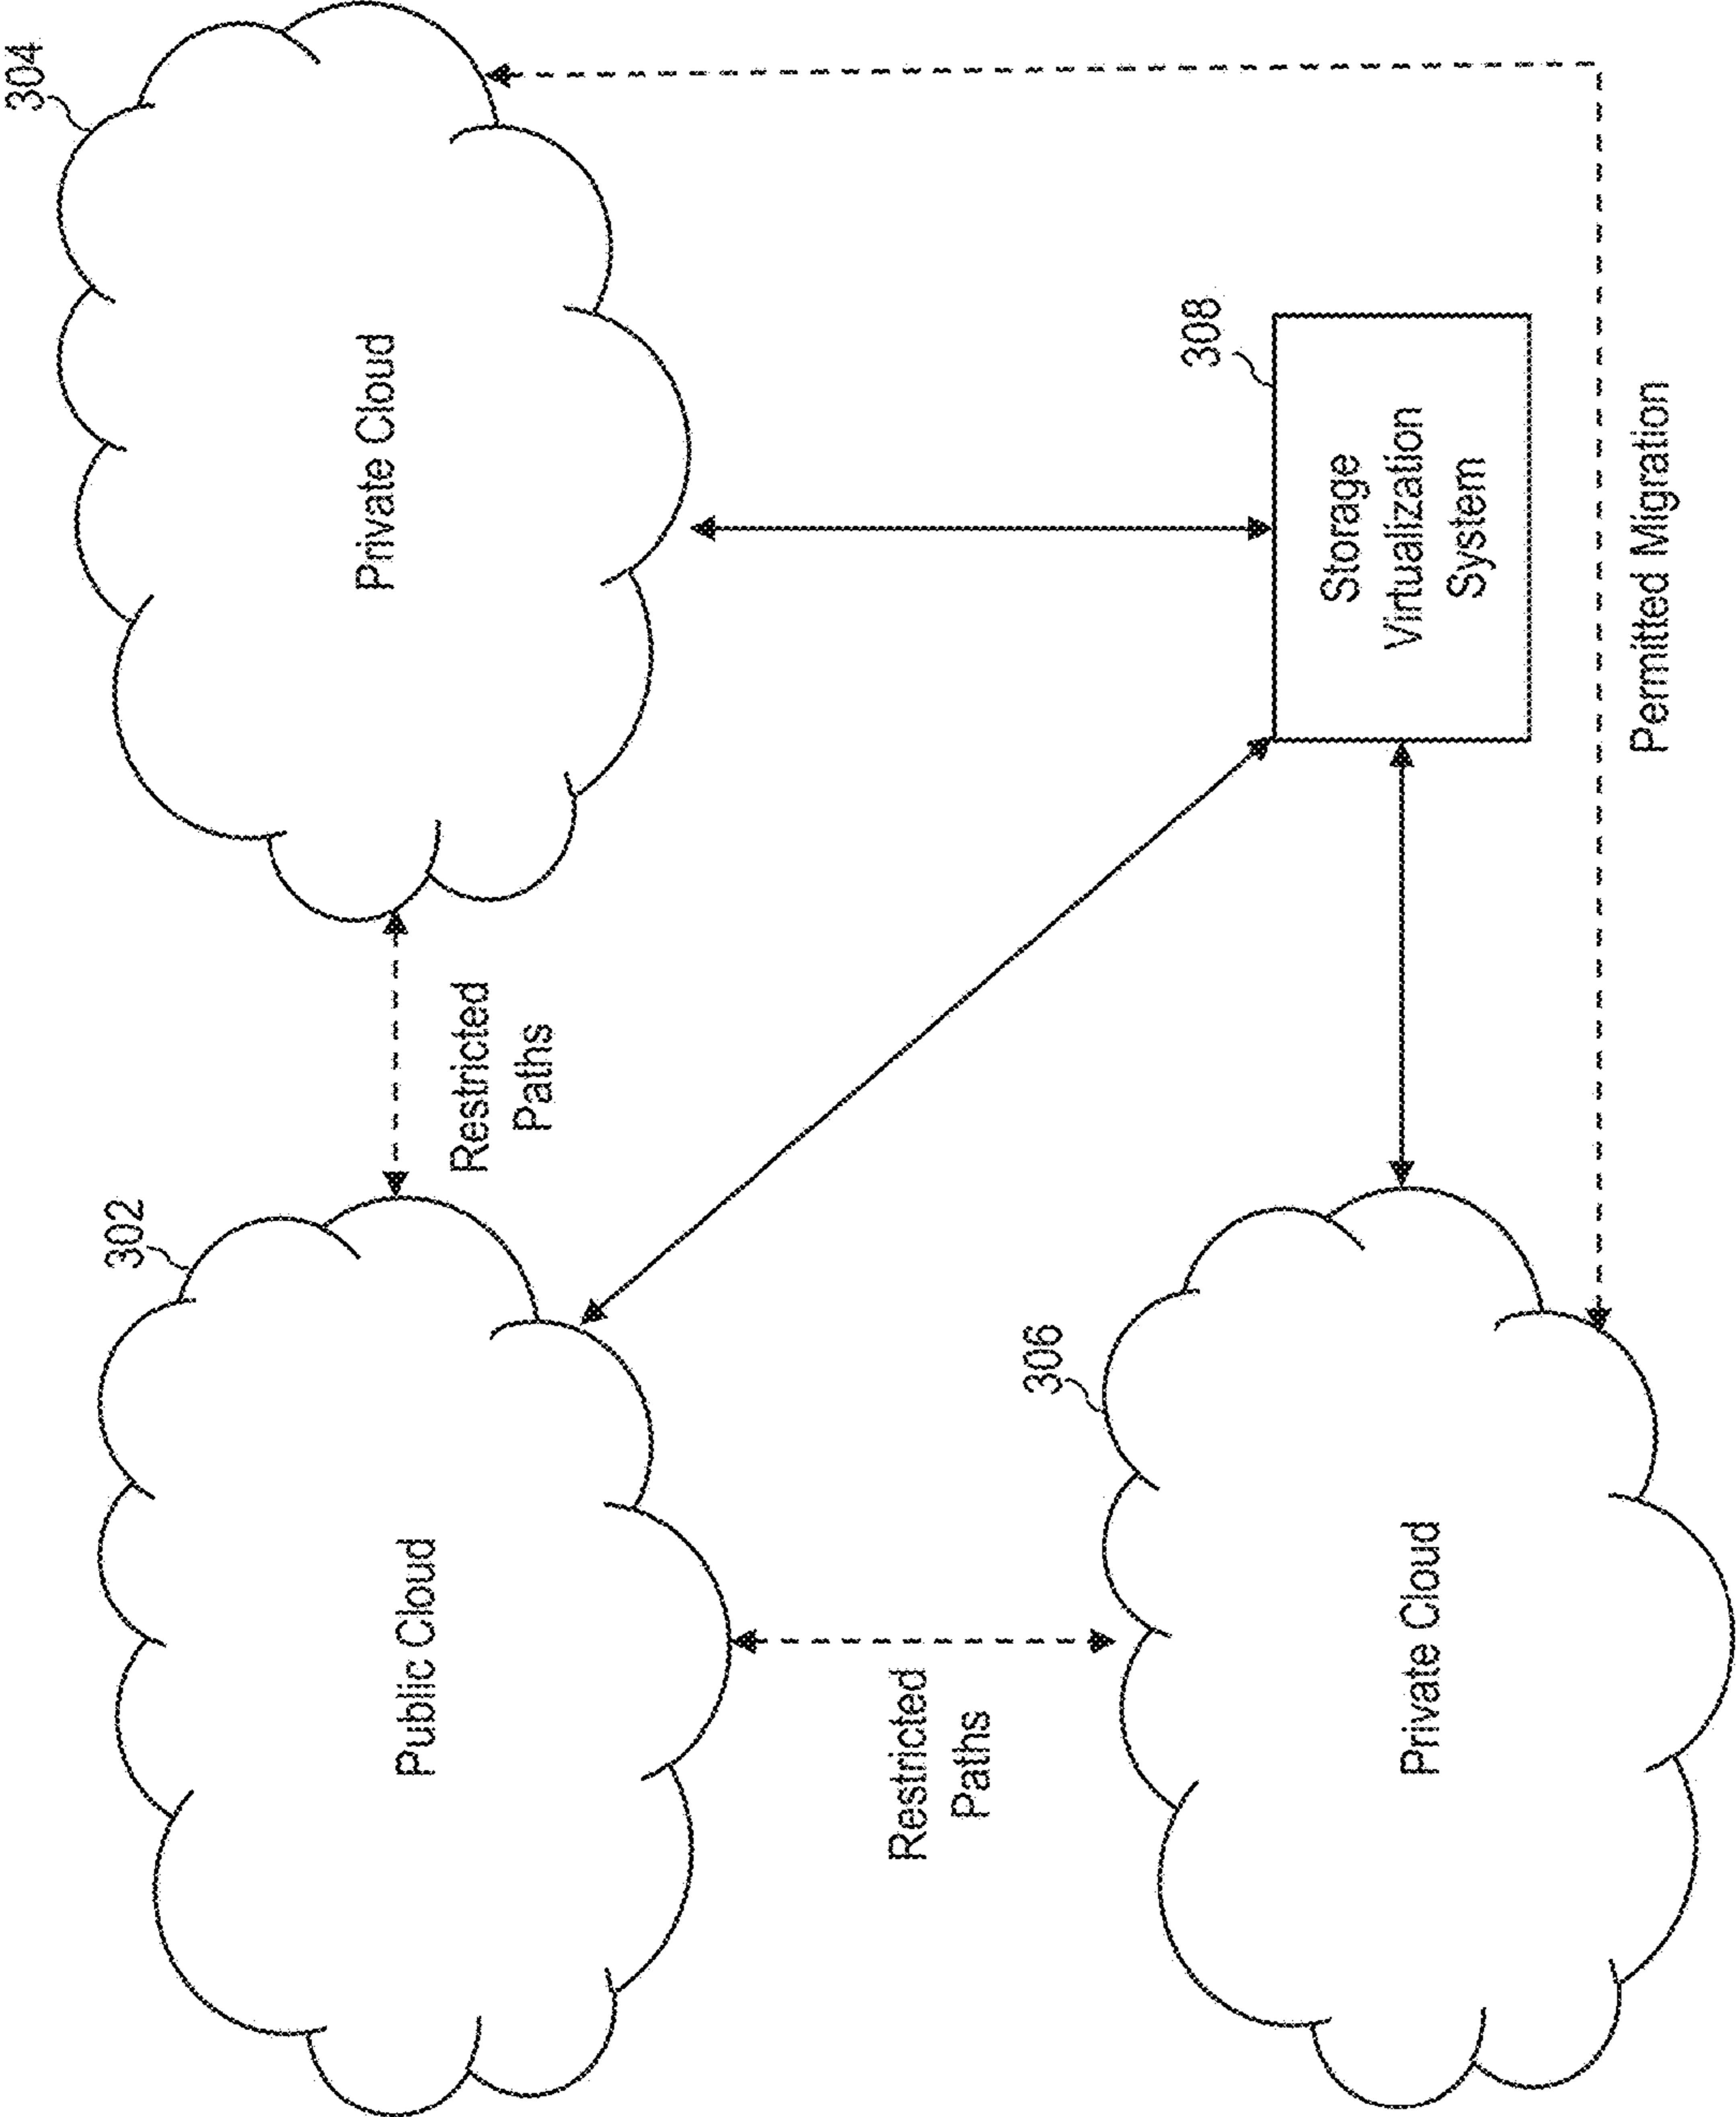 302
Public Cloud
Restricted
Paths
304
Private Cloud
Restricted
Paths
306
Private Cloud
308
Storage
Virtualization
System
Permitted Migration